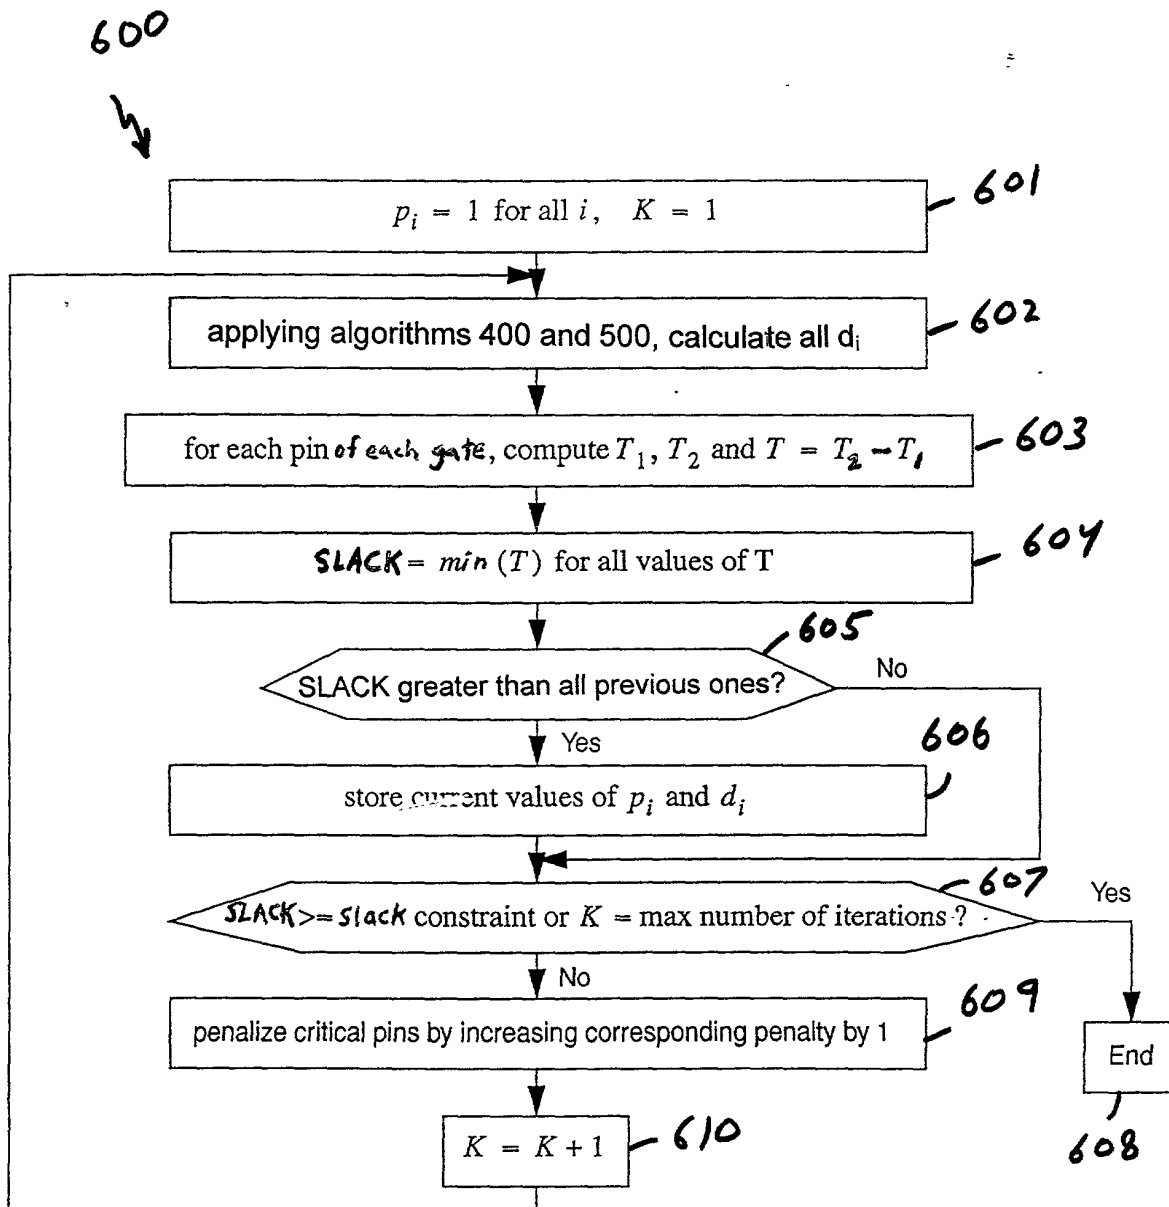 600
601
p_i = 1 for all i, K = 1
602
applying algorithms 400 and 500, calculate all d_i
603
for each pin of each gate, compute T_1, T_2 and T = T_2 - T_1
604
SLACK = min (T) for all values of T
605
SLACK greater than all previous ones?
No
Yes
606
store current values of p_i and d_i
607
SLACK >= slack constraint or K = max number of iterations ?
Yes
No
609
penalize critical pins by increasing corresponding penalty by 1
End
608
K = K + 1
610